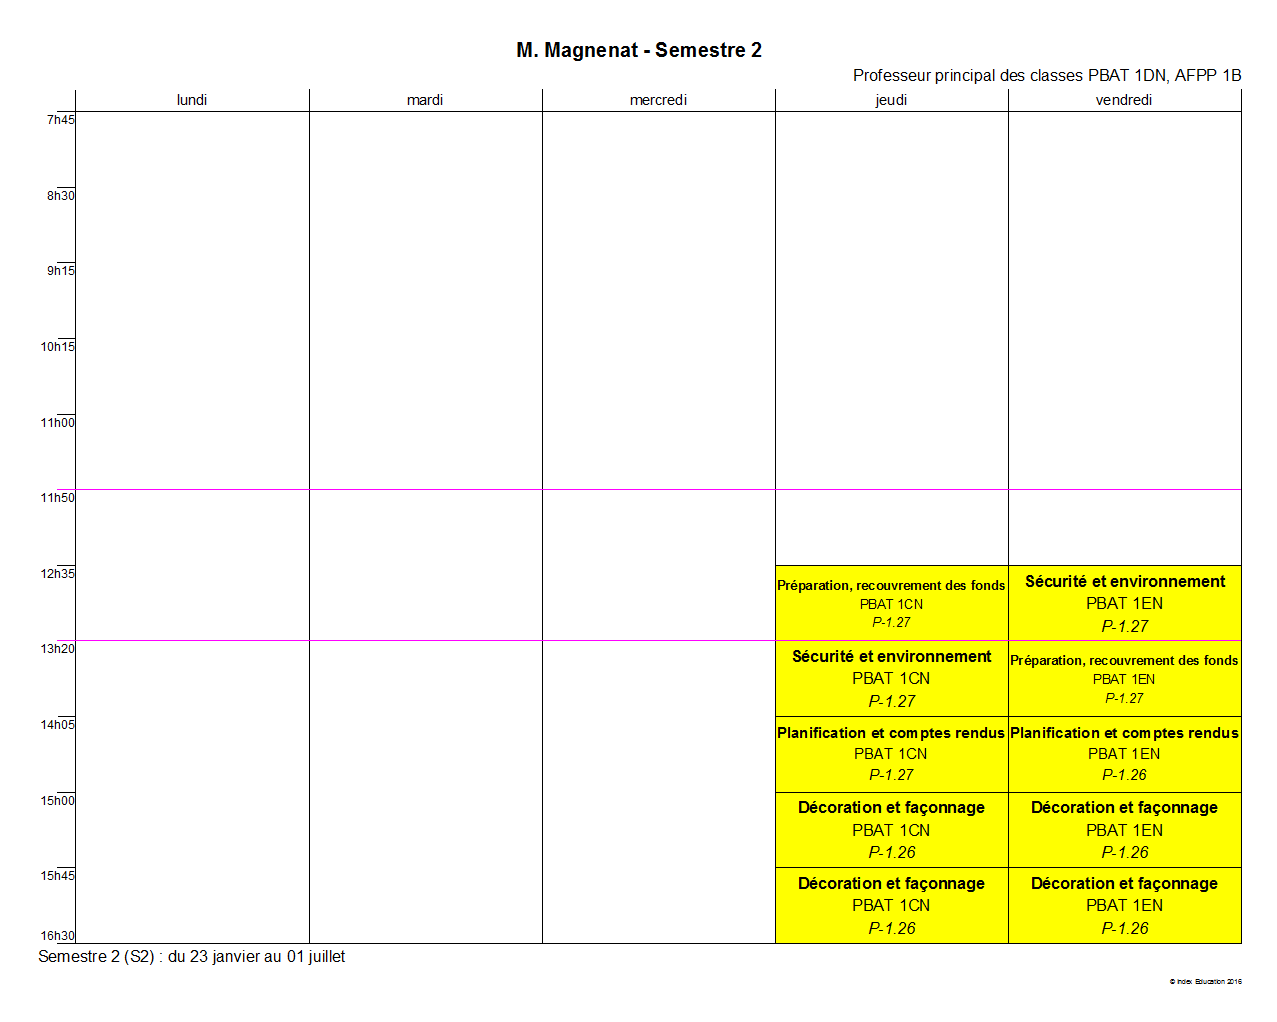 M. Magnenat - Semestre 2
Professeur principal des classes PBAT 1DN, AFPP 1B
lundi mardi mercredi jeudi vendredi
7h45
8h30
9h15
10h15
11h00
11h50
12h35
Préparation, recouvrement des fonds
PBAT 1CN
P-1.27
Sécurité et environnement
PBAT 1EN
P-1.27
13h20
Sécurité et environnement
PBAT 1CN
P-1.27
Préparation, recouvrement des fonds
PBAT 1EN
P-1.27
14h05
Planification et comptes rendus
PBAT 1CN
P-1.27
Planification et comptes rendus
PBAT 1EN
P-1.26
15h00
Décoration et façonnage
PBAT 1CN
P-1.26
Décoration et façonnage
PBAT 1EN
P-1.26
15h45
Décoration et façonnage
PBAT 1CN
P-1.26
Décoration et façonnage
PBAT 1EN
P-1.26
16h30
Semestre 2 (S2) : du 23 janvier au 01 juillet
© Index Education 2016